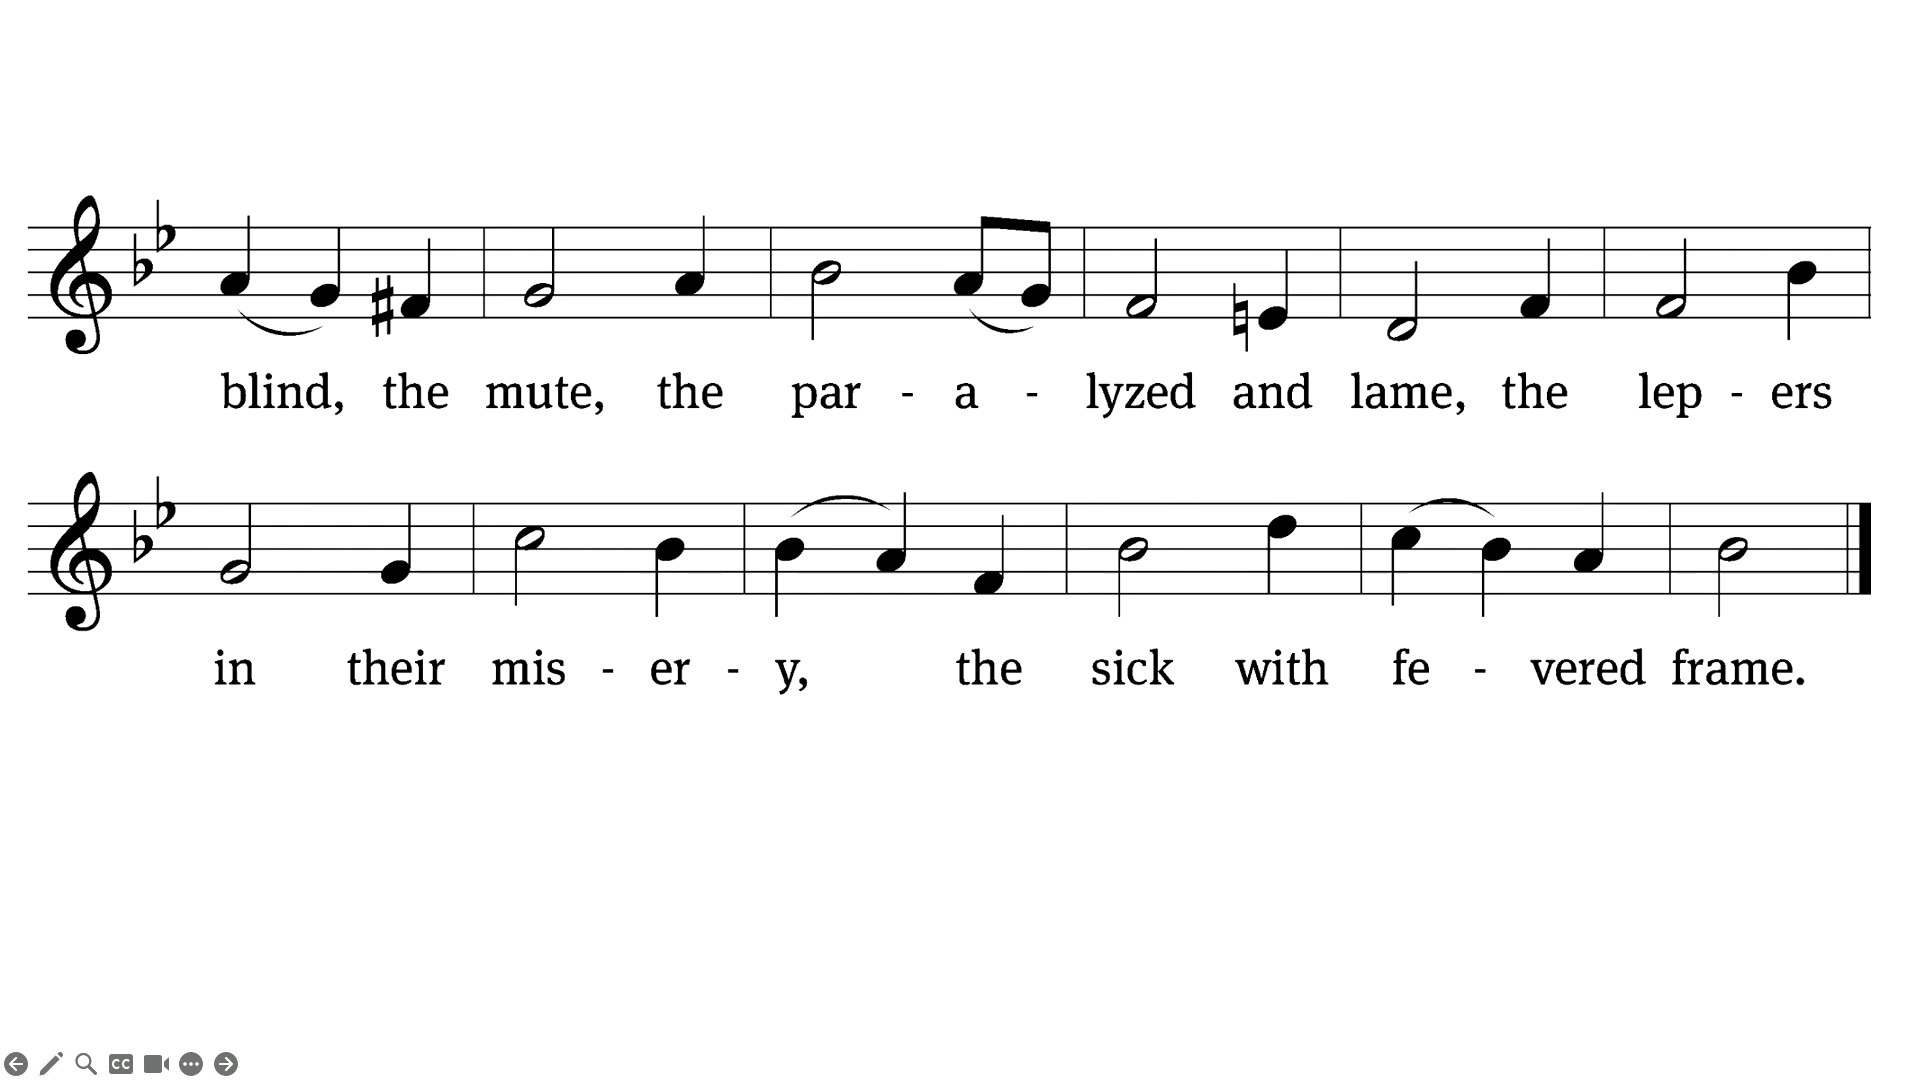 blind, the mute, the par - a - lyzed and lame, the lep - ers
in their mis - er - y, the sick with fe - vered frame.
CC